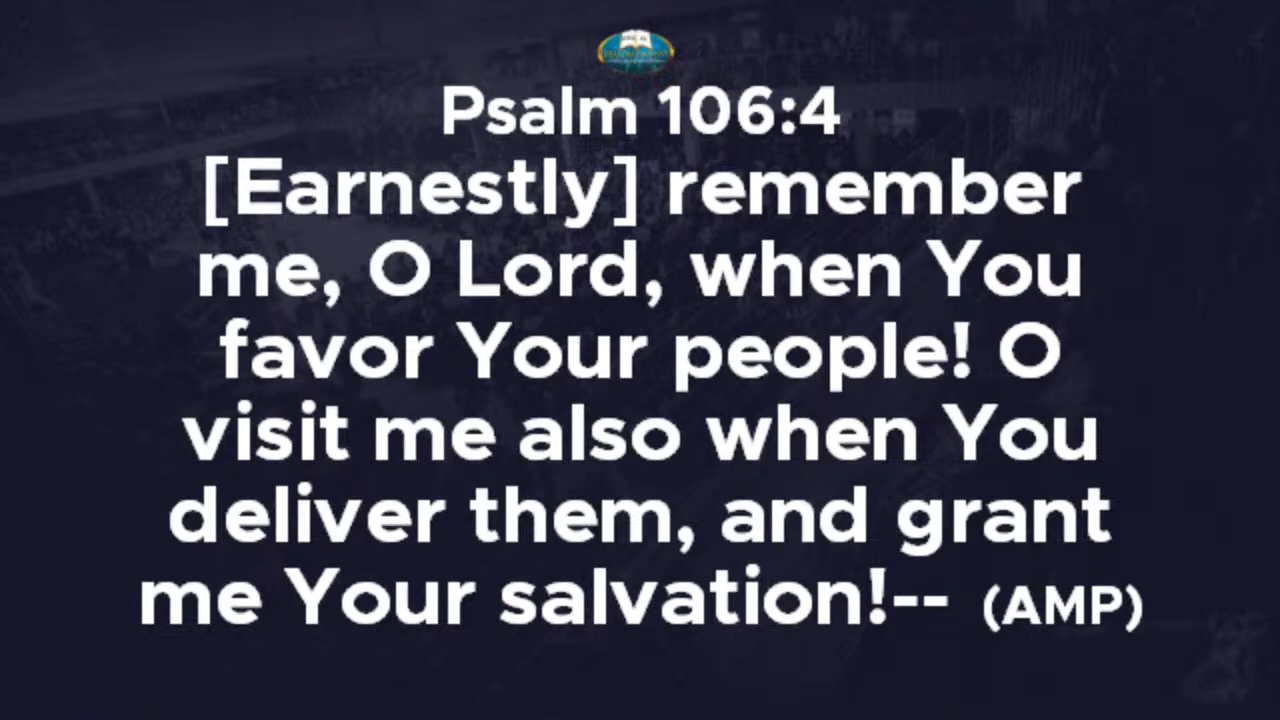 Psalm 106:4
[Earnestly] remember
me, O Lord, when You
favor Your people! O
visit me also when You
deliver them, and grant
me Your salvation!-- (AMP)